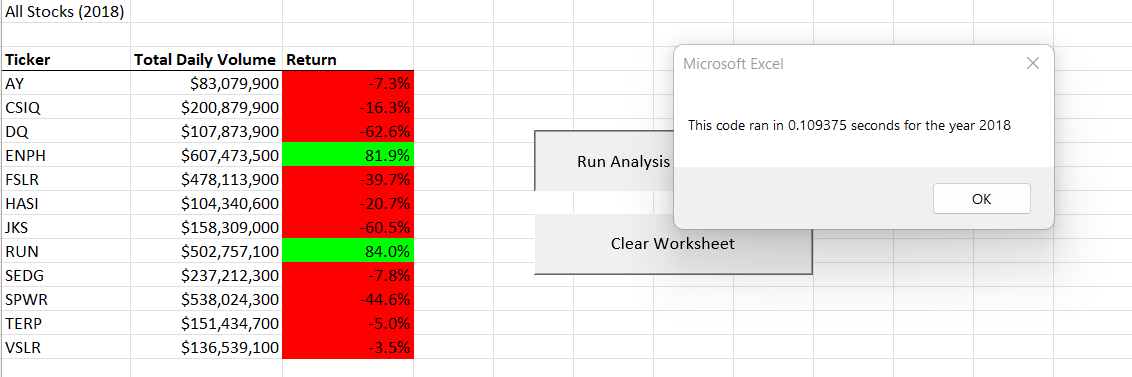 All Stocks (2018)
Ticker Total Daily Volume Return
AY $83,079,900 -7.3%
CSIQ $200,879,900 -16.3%
DQ $107,873,900 -62.6%
ENPH $607,473,500 81.9%
FSLR $478,113,900 -39.7%
HASI $104,340,600 -20.7%
JKS $158,309,000 -60.5%
RUN $502,757,100 84.0%
SEDG $237,212,300 -7.8%
SPWR $538,024,300 -44.6%
TERP $151,434,700 -5.0%
VSLR $136,539,100 -3.5%
Run Analysis
Clear Worksheet
Microsoft Excel
This code ran in 0.109375 seconds for the year 2018
OK